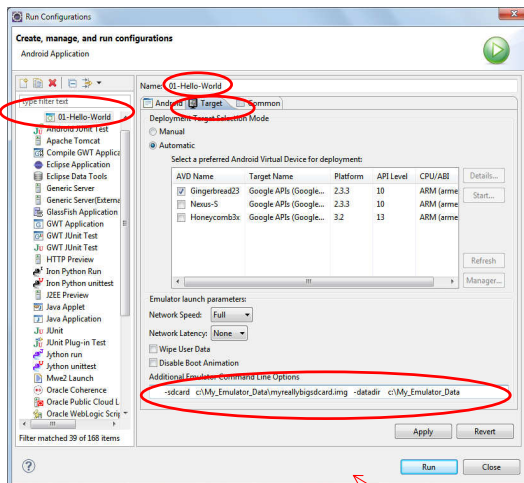 Run Configurations
Create, manage, and run configurations
Android Application
type filter text
01-Hello-World
Android JUnit Test
Apache Tomcat
Compile GWT Applica
Eclipse Application
Eclipse Data Tools
Generic Server
Generic Server(Externa
GlassFish Application
GWT Application
GWT JUnit Test
GWT JUnit Test
HTTP Preview
Iron Python Run
Iron Python unittest
J2EE Preview
Java Applet
Java Application
JUnit
JUnit Plug-in Test
Jython run
Jython unittest
Mwe2 Launch
Oracle Coherence
Oracle Public Cloud L
Oracle WebLogic Scrip
Filter matched 39 of 168 items
Name: 01-Hello-World
Android Target Common
Deployment Target Selection Mode
Manual
Automatic
Select a preferred Android Virtual Device for deployment:
AVD Name Target Name Platform API Level CPU/ABI
Gingerbread23 Google APIs (Google... 2.3.3 10 ARM (arme
Nexus-S Google APIs (Google... 2.3.3 10 ARM (arme
Honeycomb3x Google APIs (Google... 3.2 13 ARM (arme
Details...
Start...
Refresh
Manager...
Emulator launch parameters:
Network Speed: Full
Network Latency: None
Wipe User Data
Disable Boot Animation
Additional Emulator Command Line Options
-sdcard c:\My_Emulator_Data\myreallybigsdcard.img -datadir c:\My_Emulator_Data
Apply Revert
Run Close